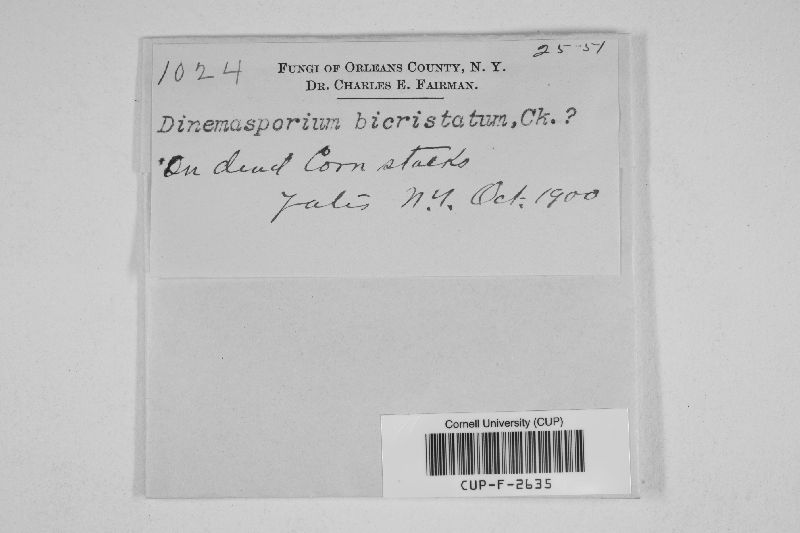 1024
25-51
FUNGI OF ORLEANS COUNTY, N. Y.
DR. CHARLES E. FAIRMAN.
Dinemasporium bicristatum, Ck. ?
On dead Corn stacks
Yates N.Y. Oct. 1900
Cornell University (CUP)
CUP-F-2635